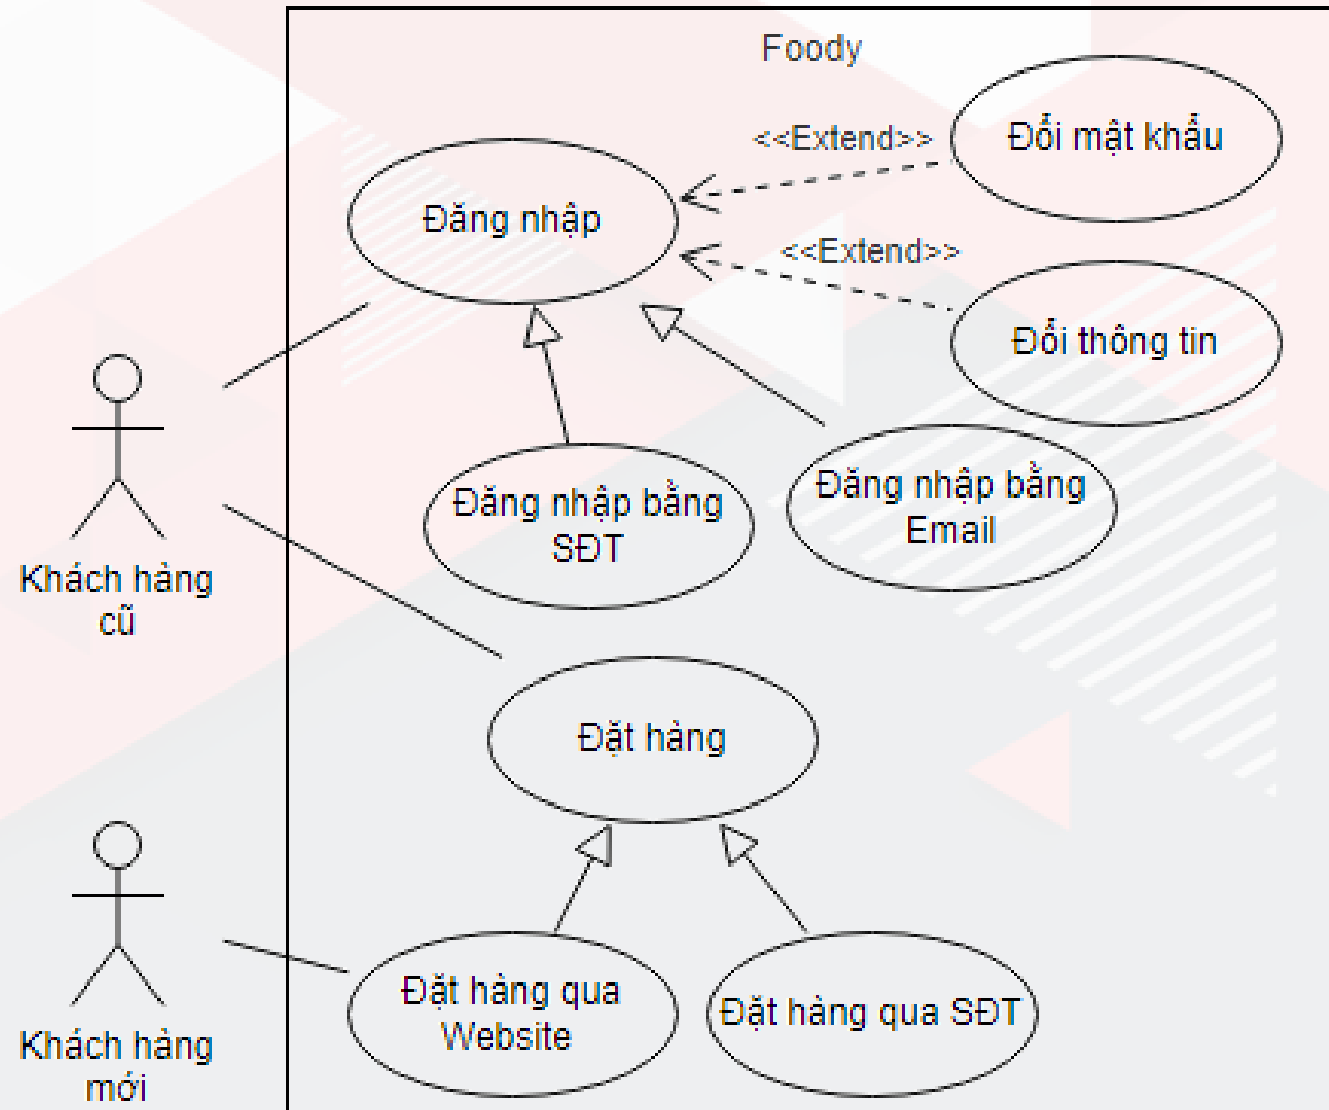 Foody
<<Extend>>
Đổi mật khẩu
Đăng nhập
<<Extend>>
Đổi thông tin
Đăng nhập bằng
SĐT
Đăng nhập bằng
Email
Khách hàng
cũ
Đặt hàng
Đặt hàng qua
Website
Đặt hàng qua SĐT
Khách hàng
mới